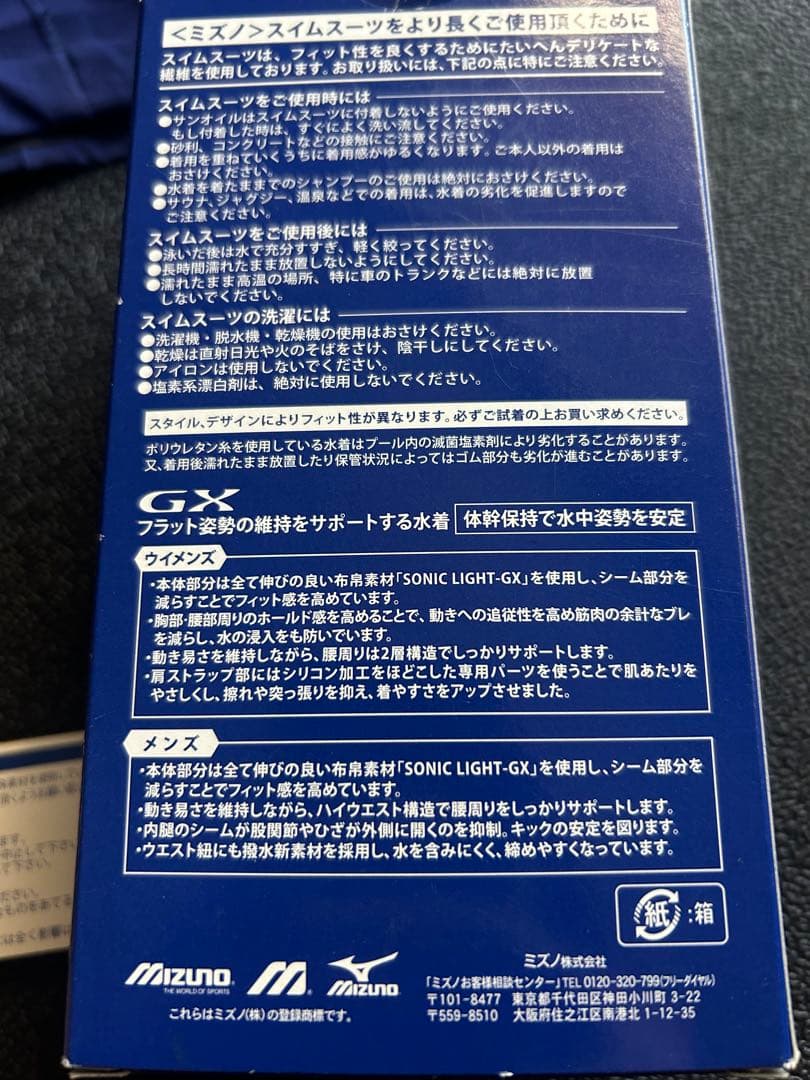 <ミズノ>スイムスーツをより長くご使用頂くために
スイムスーツは、フィット性を良くするためにたいへんデリケートな
繊維を使用しております。お取り扱いには、下記の点に特にご注意ください。
スイムスーツをご使用時には
●サンオイルはスイムスーツに付着しないようにご使用ください。
もし付着した時は、すぐによく洗い流してください。
●砂利、コンクリートなどの接触にご注意ください。
●着用を重ねていくうちに着用感がゆるくなります。ご本人以外の着用は
おさけください。
●水着を着たままでのシャンプーのご使用は絶対におさけください。
●サウナ、ジャグジー、温泉などでの着用は、水着の劣化を促進しますので
ご注意ください。
スイムスーツをご使用後には
●泳いだ後は水で充分すすぎ、軽く絞ってください。
●長時間濡れたまま放置しないようにしてください。
●濡れたまま高温の場所、特に車のトランクなどには絶対に放置
しないでください。
スイムスーツの洗濯には
●洗濯機・脱水機・乾燥機の使用はおさけください。
●乾燥は直射日光や火のそばをさけ、陰干しにしてください。
●アイロンは使用しないでください。
●塩素系漂白剤は、絶対に使用しないでください。
スタイル、デザインによりフィット性が異なります。必ずご試着の上お買い求めください。
ポリウレタン糸を使用している水着はプール内の滅菌塩素剤により劣化することがあります。
又、着用後濡れたまま放置したり保管状況によってはゴム部分も劣化が進むことがあります。
GX
フラット姿勢の維持をサポートする水着 体幹保持で水中姿勢を安定
ウイメンズ
・本体部分は全て伸びの良い布帛素材「SONIC LIGHT-GX」を使用し、シーム部分を
減らすことでフィット感を高めています。
・胸部・腰部周りのホールド感を高めることで、動きへの追従性を高め筋肉の余計なブレ
を減らし、水の浸入をも防いでいます。
・動き易さを維持しながら、腰周りは2層構造でしっかりサポートします。
・肩ストラップ部にはシリコン加工をほどこした専用パーツを使うことで肌あたりを
やさしくし、擦れや突っ張りを抑え、着やすさをアップさせました。
メンズ
・本体部分は全て伸びの良い布帛素材「SONIC LIGHT-GX」を使用し、シーム部分を
減らすことでフィット感を高めています。
・動き易さを維持しながら、ハイウエスト構造で腰周りをしっかりサポートします。
・内腿のシームが股関節やひざが外側に開くのを抑制。キックの安定を図ります。
・ウエスト紐にも撥水新素材を採用し、水を含みにくく、締めやすくなっています。
紙:箱
MIZUNO
THE WORLD OF SPORTS
MIZUNO
これらはミズノ(株)の登録商標です。
ミズノ株式会社
「ミズノお客様相談センター」TEL 0120-320-799(フリーダイヤル)
〒101-8477 東京都千代田区神田小川町 3-22
〒559-8510 大阪府住之江区南港北 1-12-35